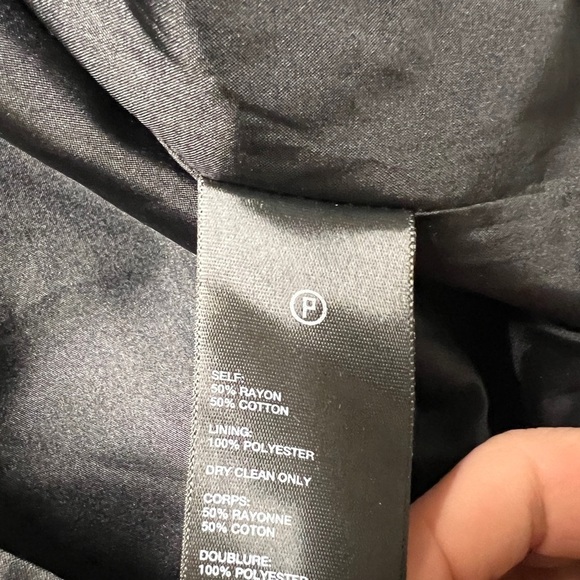 P
SELF:
50% RAYON
50% COTTON
LINING:
100% POLYESTER
DRY CLEAN ONLY
CORPS:
50% RAYONNE
50% COTON
DOUBLURE:
100% POLYESTER